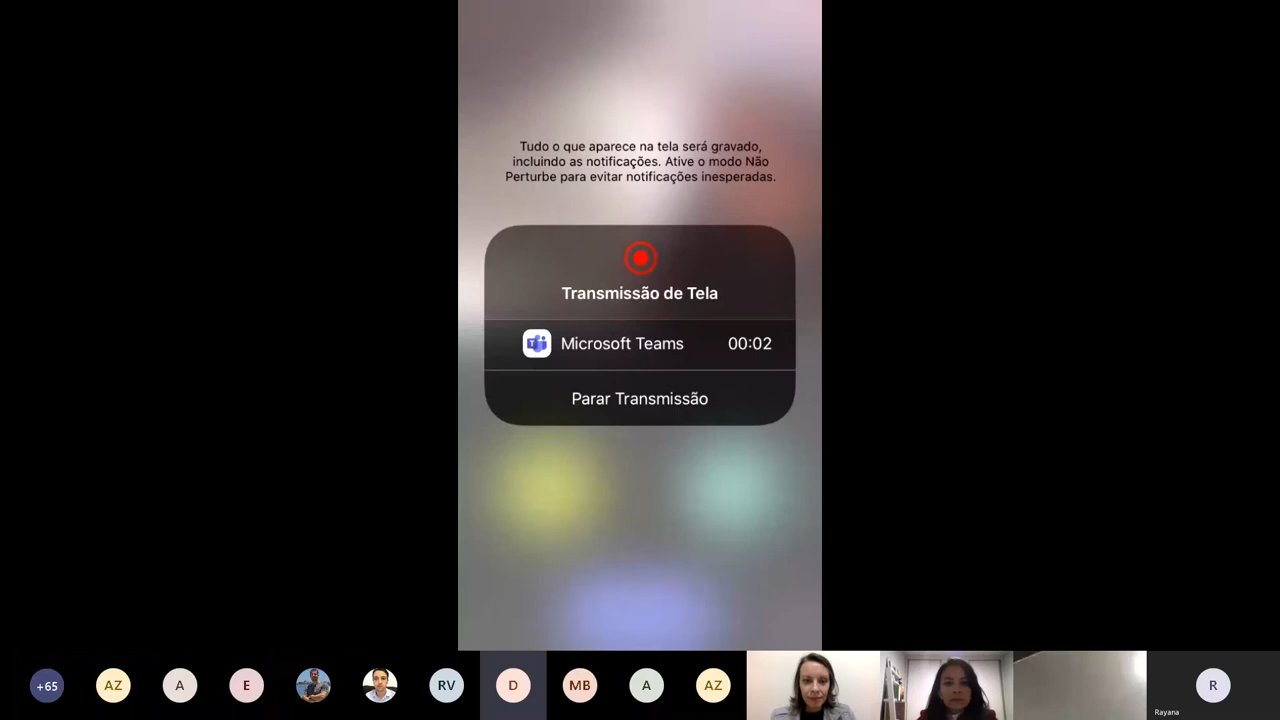 Tudo o que aparece na tela será gravado,
incluindo as notificações. Ative o modo Não
Perturbe para evitar notificações inesperadas.
Transmissão de Tela
Microsoft Teams 00:02
Parar Transmissão
+65 AZ A E RV D MB A AZ R
Rayana